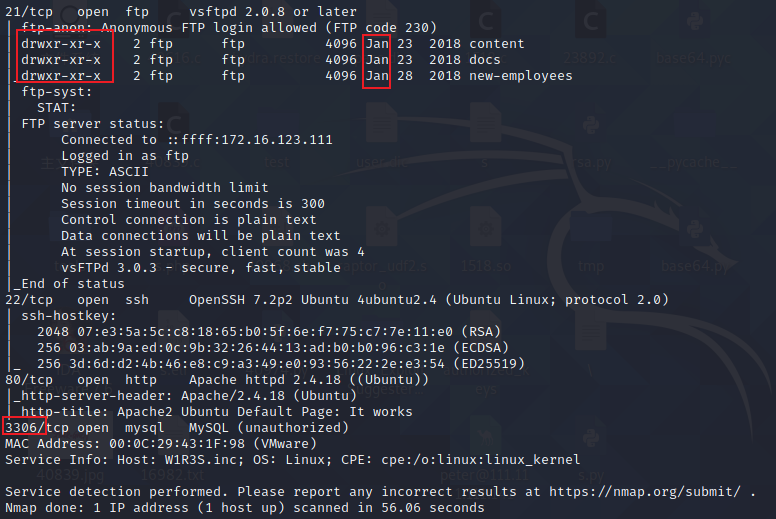 21/tcp   open  ftp     vsftpd 2.0.8 or later
| ftp-anon: Anonymous FTP login allowed (FTP code 230)
| drwxr-xr-x    2 ftp      ftp          4096 Jan 23  2018 content
| drwxr-xr-x    2 ftp      ftp          4096 Jan 23  2018 docs
|_drwxr-xr-x    2 ftp      ftp          4096 Jan 28  2018 new-employees
| ftp-syst:
|   STAT:
| FTP server status:
|      Connected to ::ffff:172.16.123.111
|      Logged in as ftp
|      TYPE: ASCII
|      No session bandwidth limit
|      Session timeout in seconds is 300
|      Control connection is plain text
|      Data connections will be plain text
|      At session startup, client count was 4
|      vsFTPd 3.0.3 - secure, fast, stable
|_End of status
22/tcp   open  ssh     OpenSSH 7.2p2 Ubuntu 4ubuntu2.4 (Ubuntu Linux; protocol 2.0)
| ssh-hostkey:
|   2048 07:e3:5a:5c:c8:18:65:b0:5f:6e:f7:75:c7:7e:11:e0 (RSA)
|   256 03:ab:9a:ed:0c:9b:32:26:44:13:ad:b0:b0:96:c3:1e (ECDSA)
|_  256 3d:6d:d2:4b:46:e8:c9:a3:49:e0:93:56:22:2e:e3:54 (ED25519)
80/tcp   open  http    Apache httpd 2.4.18 ((Ubuntu))
|_http-server-header: Apache/2.4.18 (Ubuntu)
|_http-title: Apache2 Ubuntu Default Page: It works
3306/tcp open  mysql   MySQL (unauthorized)
MAC Address: 00:0C:29:43:1F:98 (VMware)
Service Info: Host: W1R3S.inc; OS: Linux; CPE: cpe:/o:linux:linux_kernel
40839.jpg 16982.txt s.py
Service detection performed. Please report any incorrect results at https://nmap.org/submit/ .
Nmap done: 1 IP address (1 host up) scanned in 56.06 seconds